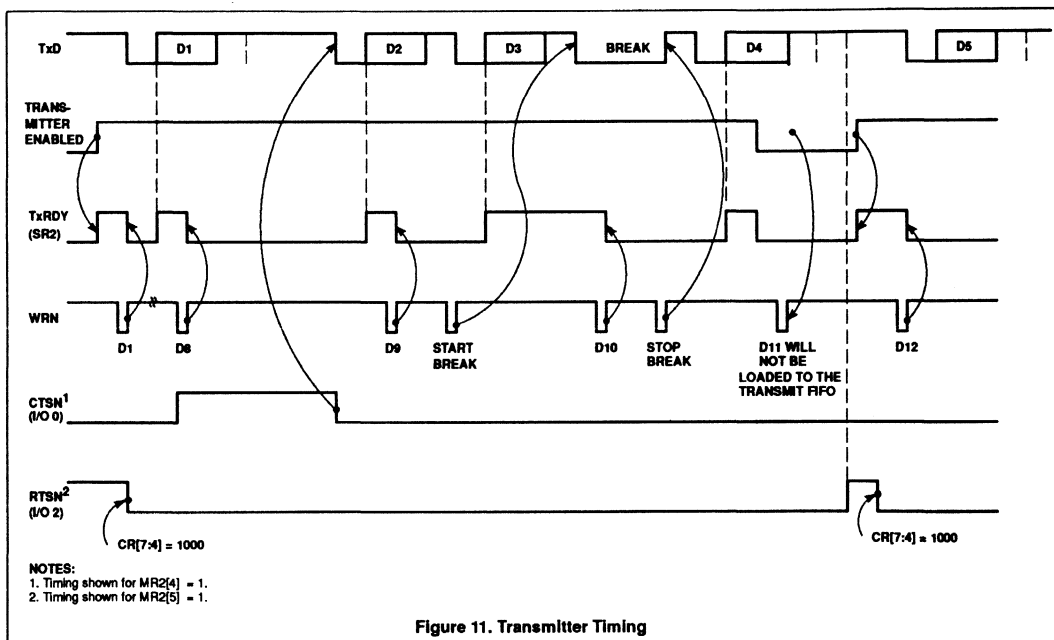 TxD
D1
D2
D3
BREAK
D4
D5
TRANS-
MITTER
ENABLED
TxRDY
(SR2)
WRN
D1
D8
D9
START
BREAK
D10
STOP
BREAK
D11 WILL
NOT BE
LOADED TO THE
TRANSMIT FIFO
D12
CTSN1
(I/O 0)
RTSN2
(I/O 2)
CR[7:4] = 1000
CR[7:4] = 1000
NOTES:
1. Timing shown for MR2[4] = 1.
2. Timing shown for MR2[5] = 1.
Figure 11. Transmitter Timing